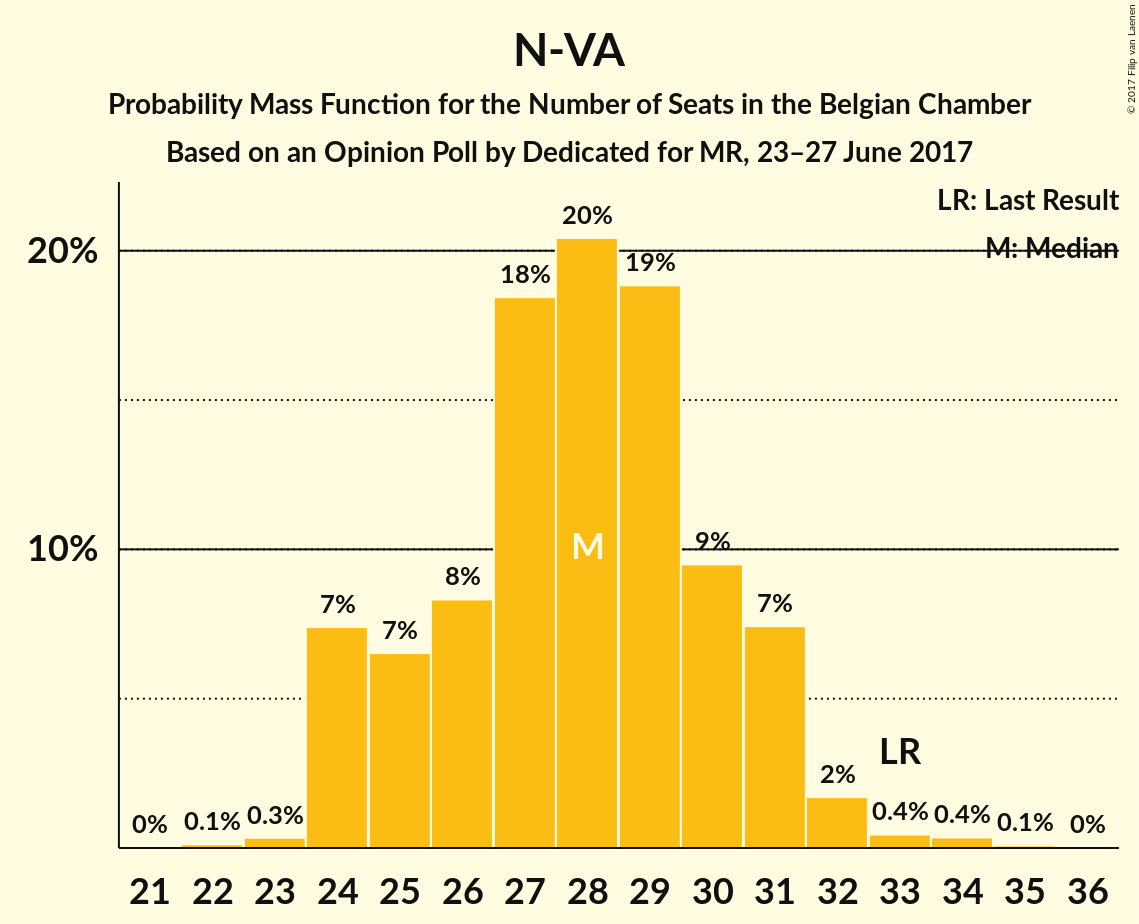 N-VA
Probability Mass Function for the Number of Seats in the Belgian Chamber
Based on an Opinion Poll by Dedicated for MR, 23–27 June 2017
© 2017 Filip van Laenen
LR: Last Result
M: Median
20%
10%
0%
0.1%
0.3%
7%
7%
8%
18%
20%
19%
9%
7%
2%
0.4%
0.4%
0.1%
0%
M
LR
21 22 23 24 25 26 27 28 29 30 31 32 33 34 35 36